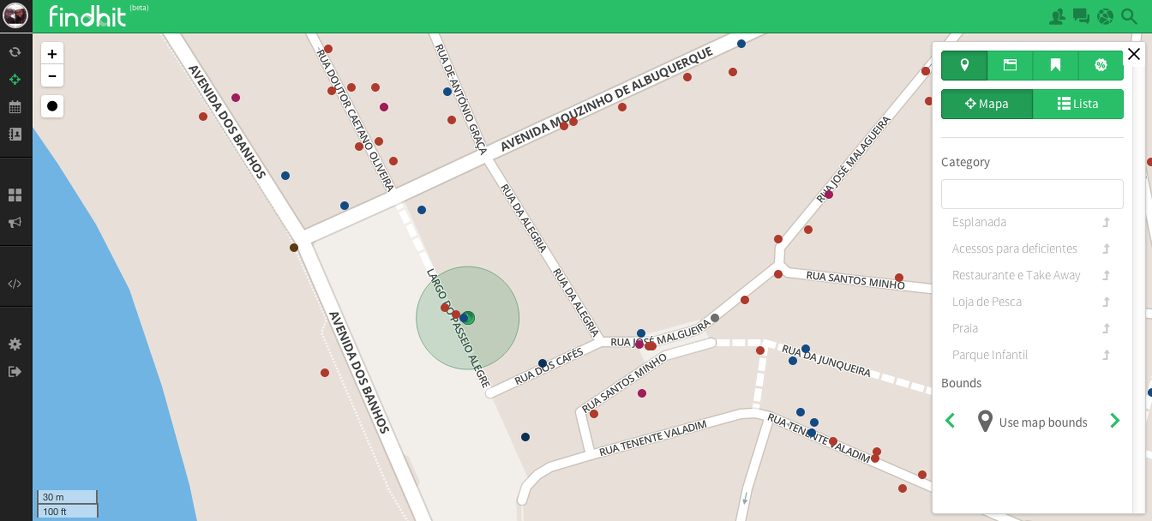 findhit (beta)
+
−
AVENIDA DOS BANHOS
RUA DOUTOR CAETANO OLIVEIRA
RUA DE ANTÓNIO GRAÇA
AVENIDA MOUZINHO DE ALBUQUERQUE
RUA JOSÉ MALAGUEIRA
RUA DA ALEGRIA
RUA DA ALEGRIA
LARGO DO PASSEIO ALEGRE
AVENIDA DOS BANHOS
RUA SANTOS MINHO
RUA JOSÉ MALGUEIRA
RUA DOS CAFÉS
RUA SANTOS MINHO
RUA DA JUNQUEIRA
RUA TENENTE VALADIM
RUA TENENTE VALADIM
30 m
100 ft
Mapa
Lista
Category
Esplanada
Acessos para deficientes
Restaurante e Take Away
Loja de Pesca
Praia
Parque Infantil
Bounds
Use map bounds